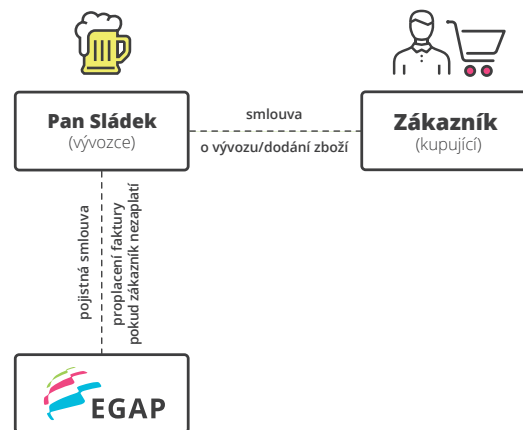 Pan Sládek
(vývozce)
smlouva
o vývozu/dodání zboží
Zákazník
(kupující)
pojistná smlouva
proplacení faktury
pokud zákazník nezaplatí
EGAP